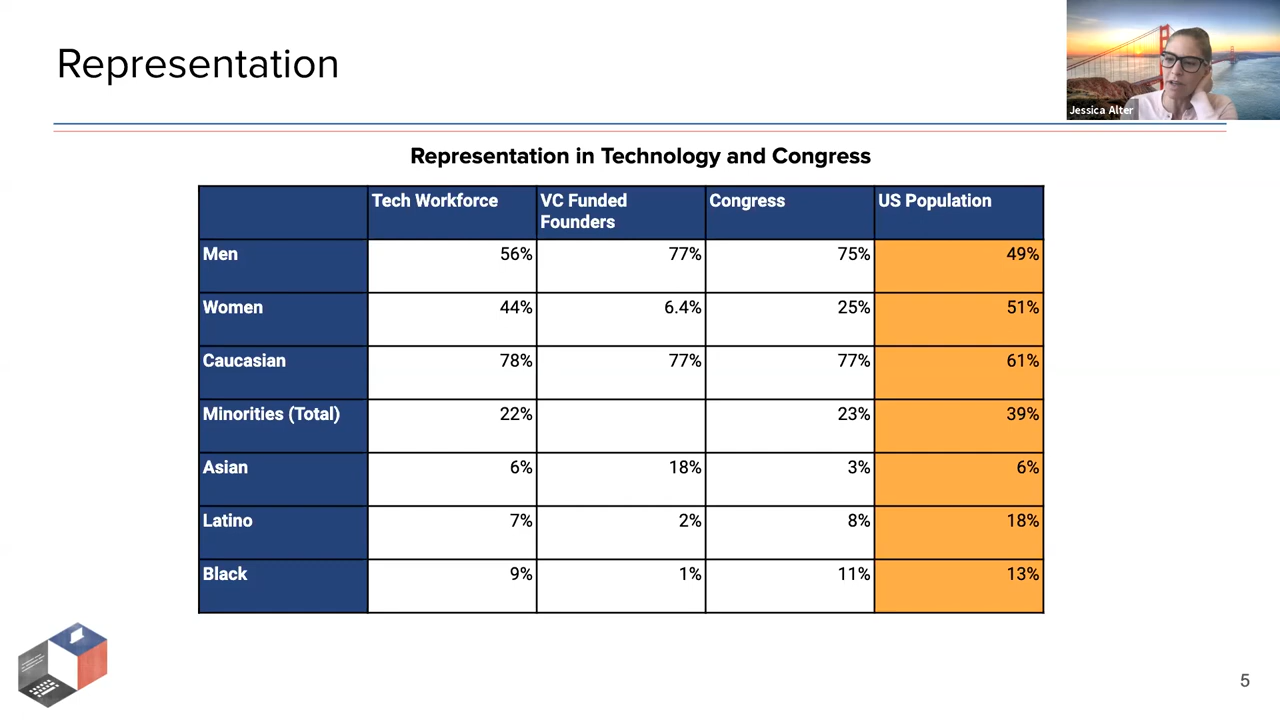 Representation
Jessica Alter
Representation in Technology and Congress
Tech Workforce VC Funded Founders Congress US Population
Men 56% 77% 75% 49%
Women 44% 6.4% 25% 51%
Caucasian 78% 77% 77% 61%
Minorities (Total) 22% 23% 39%
Asian 6% 18% 3% 6%
Latino 7% 2% 8% 18%
Black 9% 1% 11% 13%
5